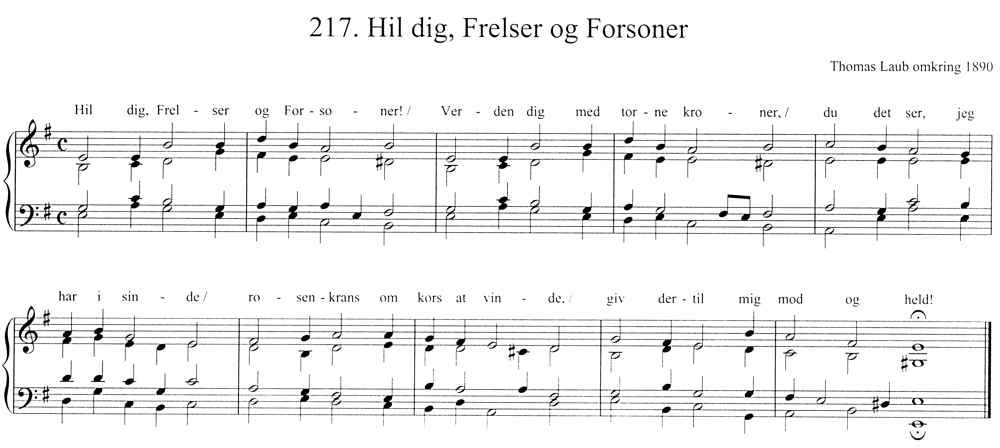 217. Hil dig, Frelser og Forsoner
Thomas Laub omkring 1890
Hil dig, Frel - ser og For - so - ner! / Ver - den dig med tor - ne kro - ner, / du det ser, jeg
har i sin - de / ro - sen - krans om kors at vin - de, / giv der - til mig mod og held!